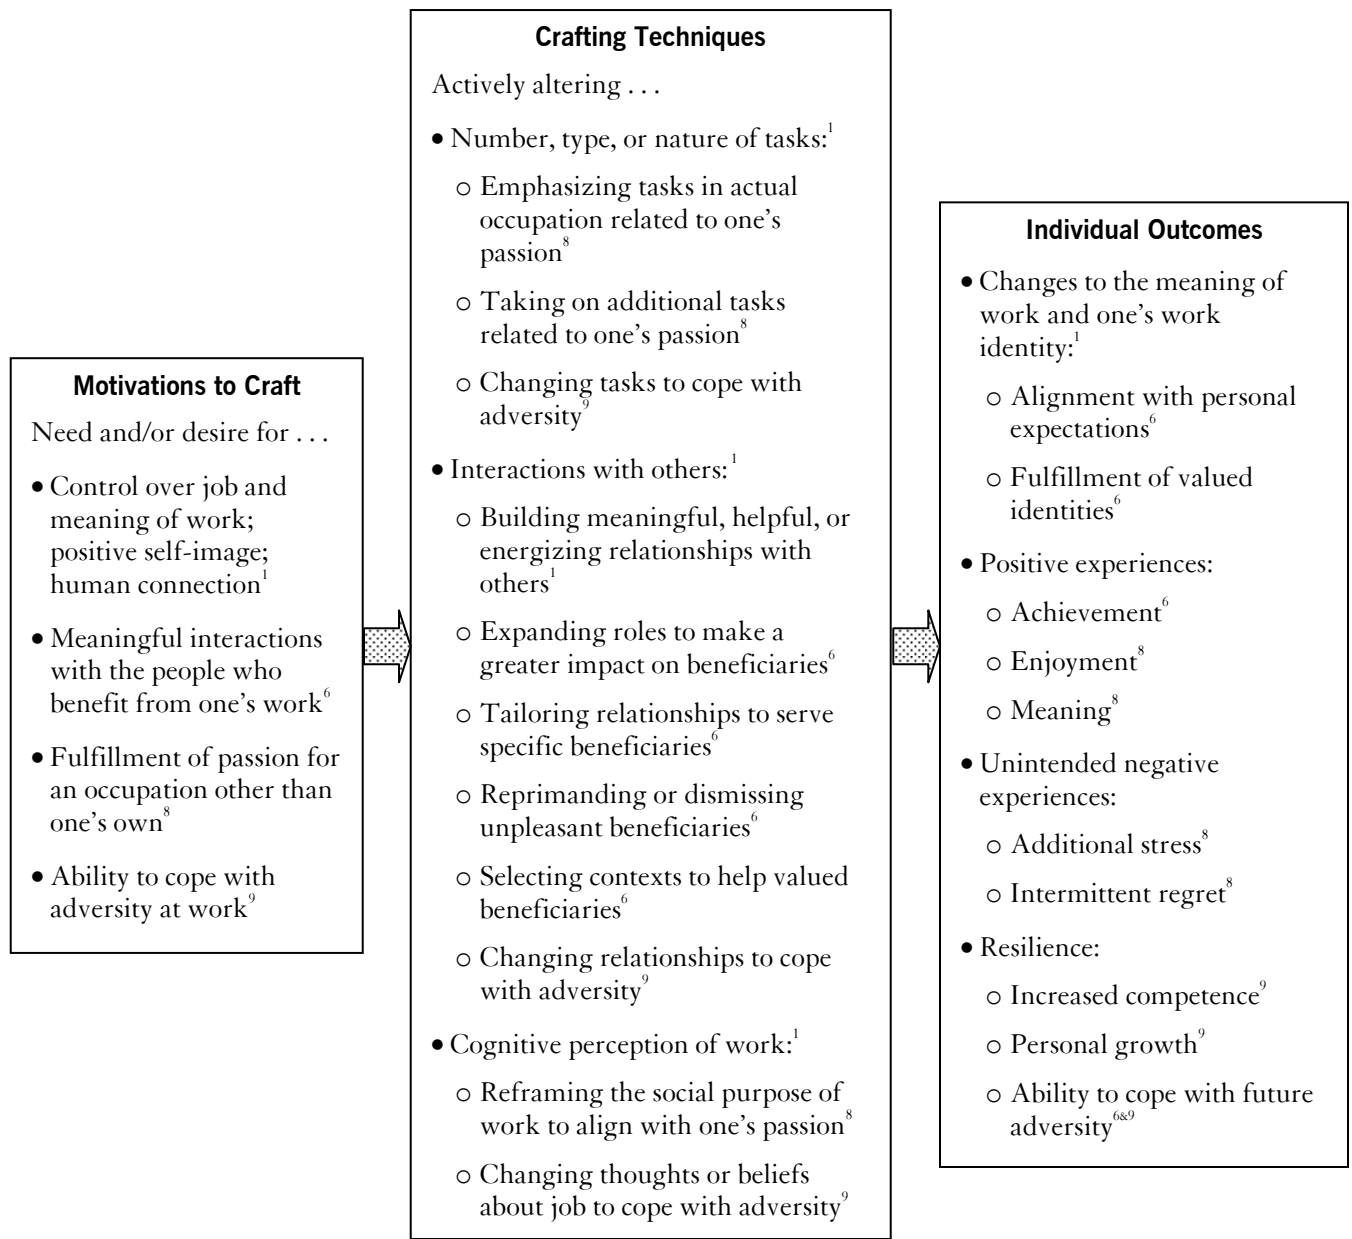 Motivations to Craft
Need and/or desire for . . .
• Control over job and
meaning of work;
positive self-image;
human connection¹
• Meaningful interactions
with the people who
benefit from one’s work⁶
• Fulfillment of passion for
an occupation other than
one’s own⁸
• Ability to cope with
adversity at work⁹
Crafting Techniques
Actively altering . . .
• Number, type, or nature of tasks:¹
o Emphasizing tasks in actual
occupation related to one’s
passion⁸
o Taking on additional tasks
related to one’s passion⁸
o Changing tasks to cope with
adversity⁹
• Interactions with others:¹
o Building meaningful, helpful, or
energizing relationships with
others¹
o Expanding roles to make a
greater impact on beneficiaries⁶
o Tailoring relationships to serve
specific beneficiaries⁶
o Reprimanding or dismissing
unpleasant beneficiaries⁶
o Selecting contexts to help valued
beneficiaries⁶
o Changing relationships to cope
with adversity⁹
• Cognitive perception of work:¹
o Reframing the social purpose of
work to align with one’s passion⁸
o Changing thoughts or beliefs
about job to cope with adversity⁹
Individual Outcomes
• Changes to the meaning of
work and one’s work
identity:¹
o Alignment with personal
expectations⁶
o Fulfillment of valued
identities⁶
• Positive experiences:
o Achievement⁶
o Enjoyment⁸
o Meaning⁸
• Unintended negative
experiences:
o Additional stress⁸
o Intermittent regret⁸
• Resilience:
o Increased competence⁹
o Personal growth⁹
o Ability to cope with future
adversity⁶&⁹